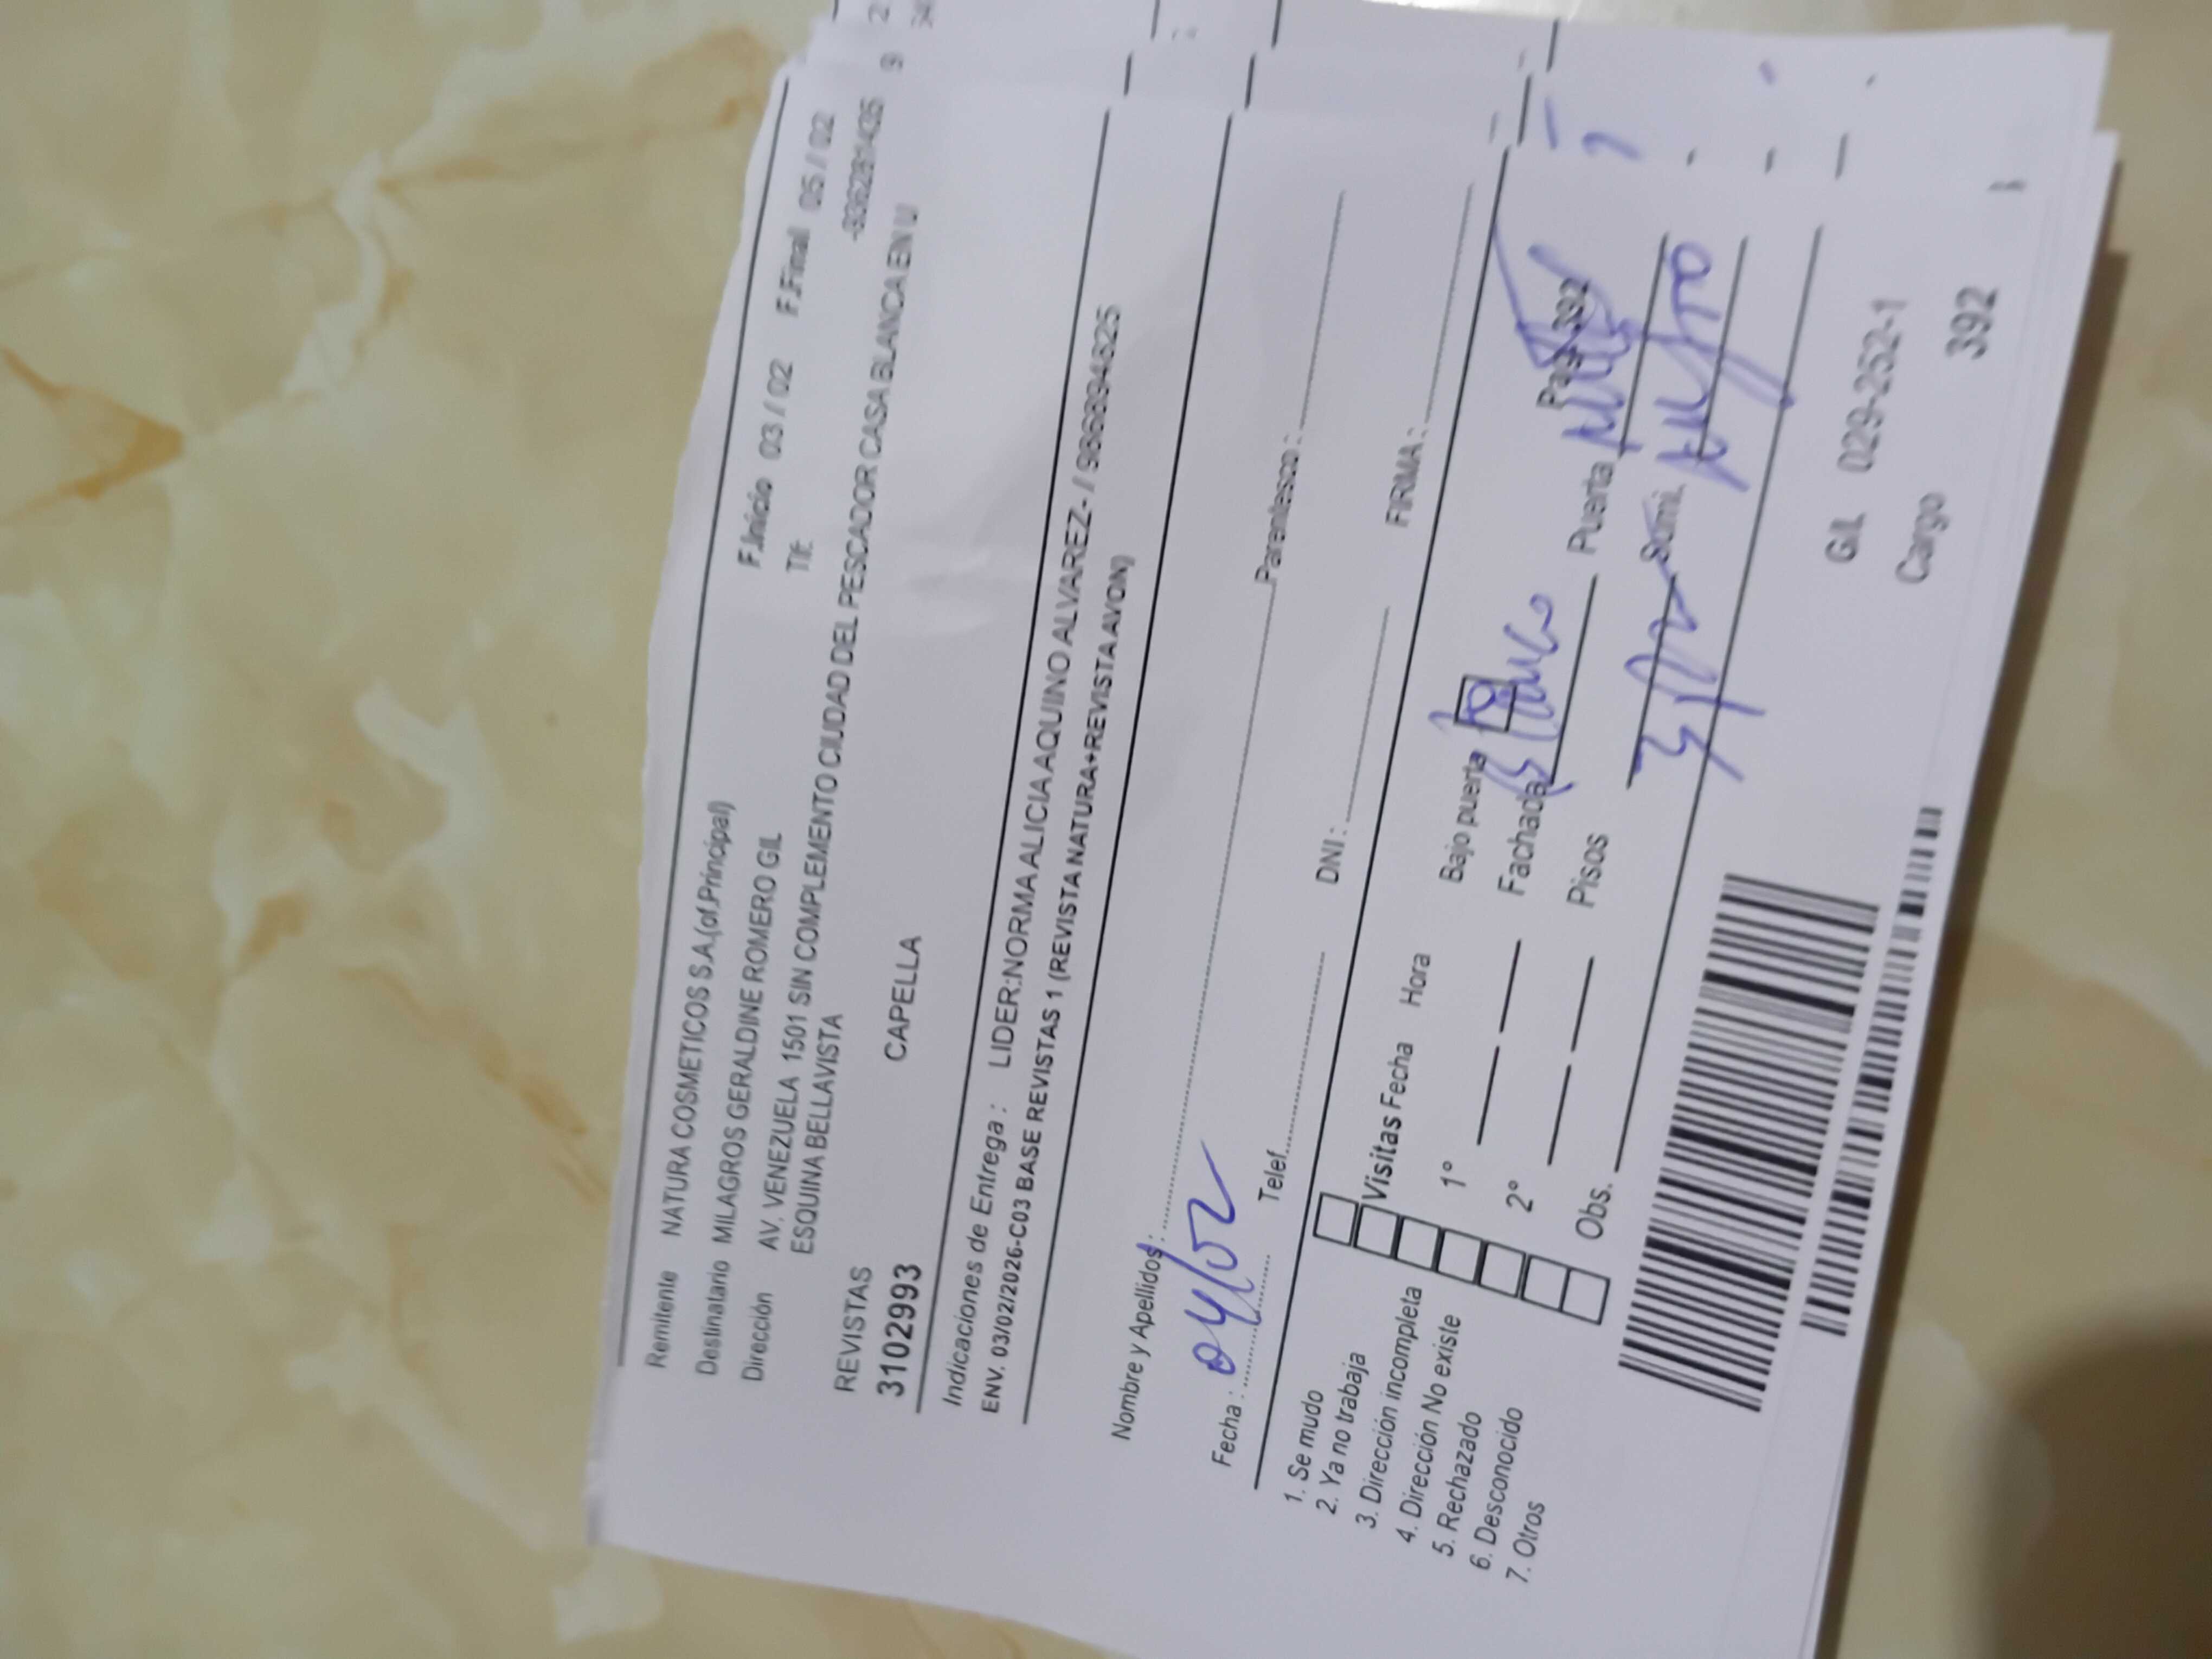 Remitente NATURA COSMETICOS S.A.(of.Principal)
F.Inicio 03 / 02 F.Final 05 / 02
Destinatario MILAGROS GERALDINE ROMERO GIL
Tlf:
Dirección AV. VENEZUELA 1501 SIN COMPLEMENTO CIUDAD DEL PESCADOR CASA BLANCA EN U
ESQUINA BELLAVISTA
REVISTAS
3102993 CAPELLA
Indicaciones de Entrega : LIDER:NORMA ALICIA AQUINO ALVAREZ- / 986894625
ENV. 03/02/2026-C03 BASE REVISTAS 1 (REVISTA NATURA+REVISTA AVON)
Nombre y Apellidos : Parentesco :
Fecha : 04/02 Telef. DNI : FIRMA :
1. Se mudo
2. Ya no trabaja
3. Dirección incompleta
4. Dirección No existe
5. Rechazado
6. Desconocido
7. Otros
Visitas Fecha Hora
1°
2°
Obs.
Bajo puerta
Fachada Blanco Puerta
Pisos Sumi.
GIL 029-252-1
Cargo 392